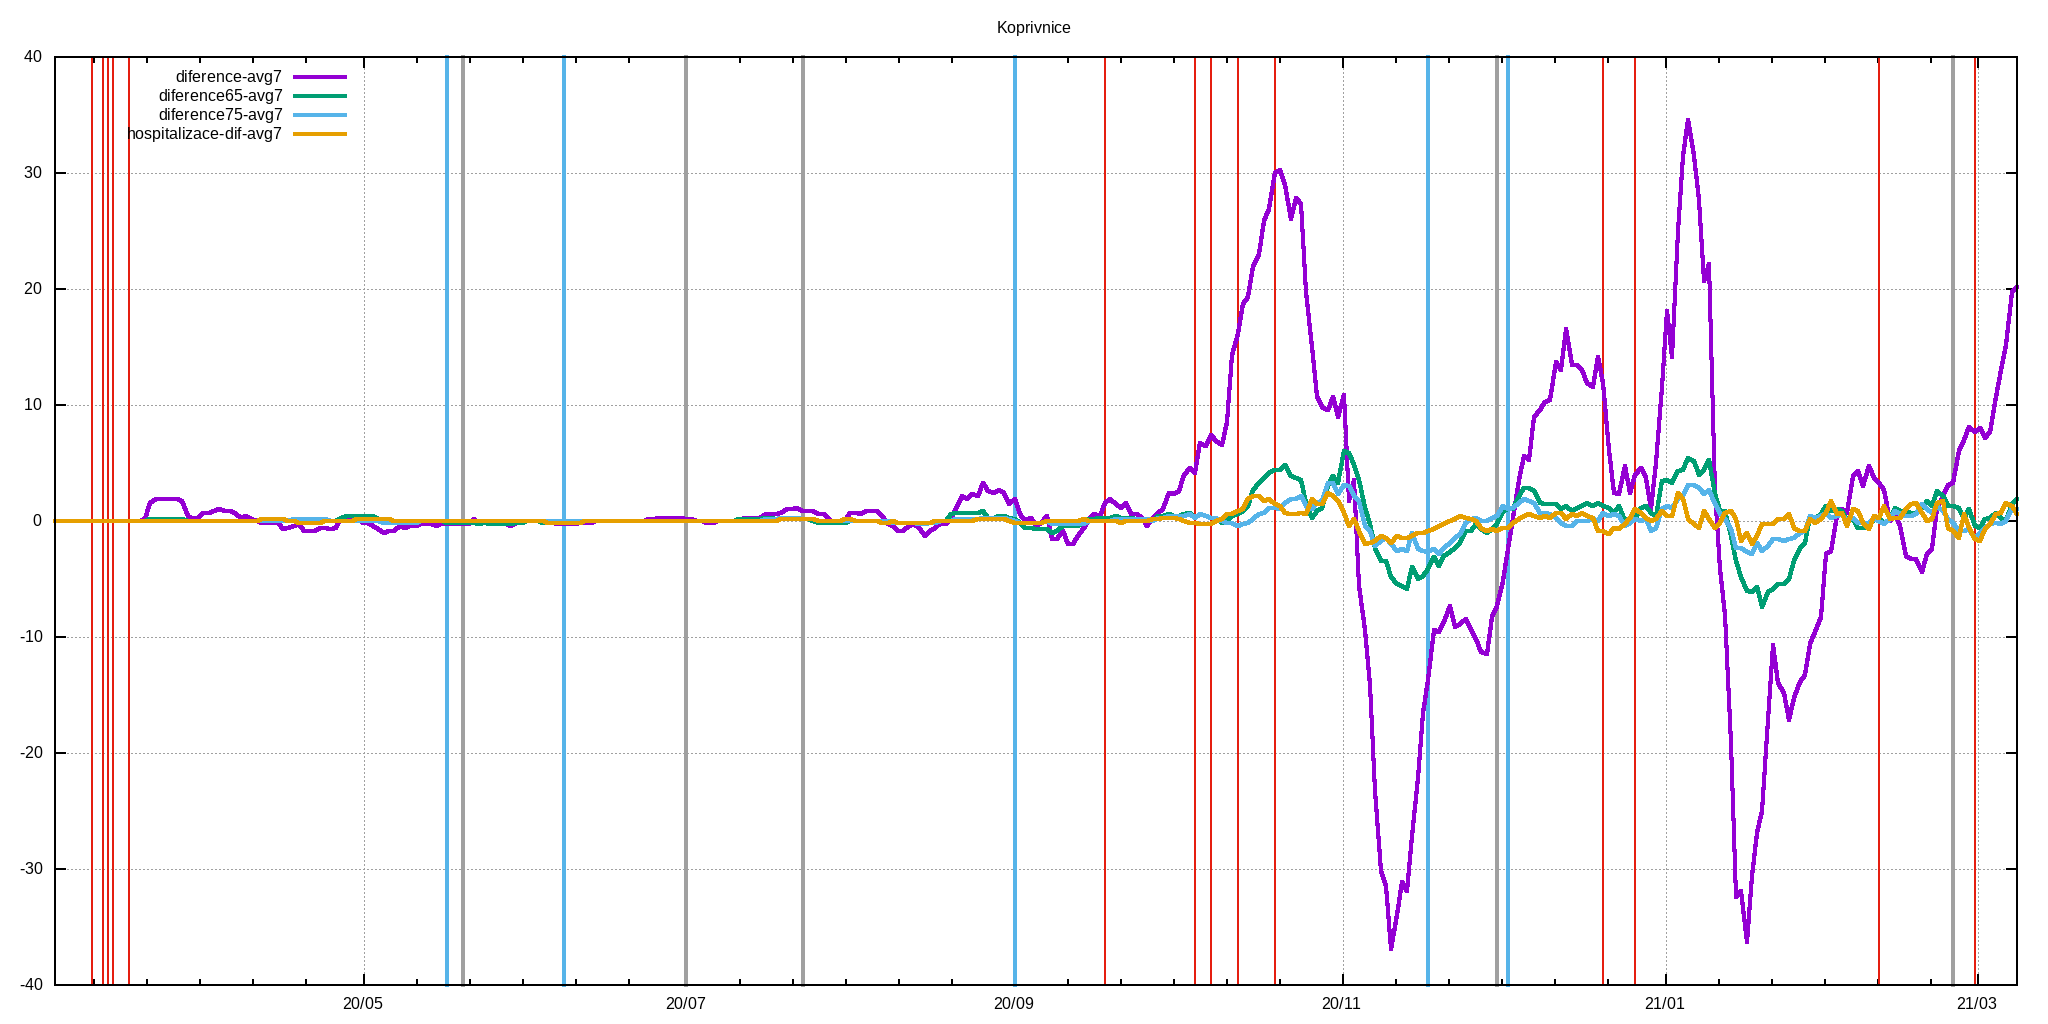 Koprivnice
diference-avg7
diference65-avg7
diference75-avg7
hospitalizace-dif-avg7
40
30
20
10
0
-10
-20
-30
-40
20/05 20/07 20/09 20/11 21/01 21/03